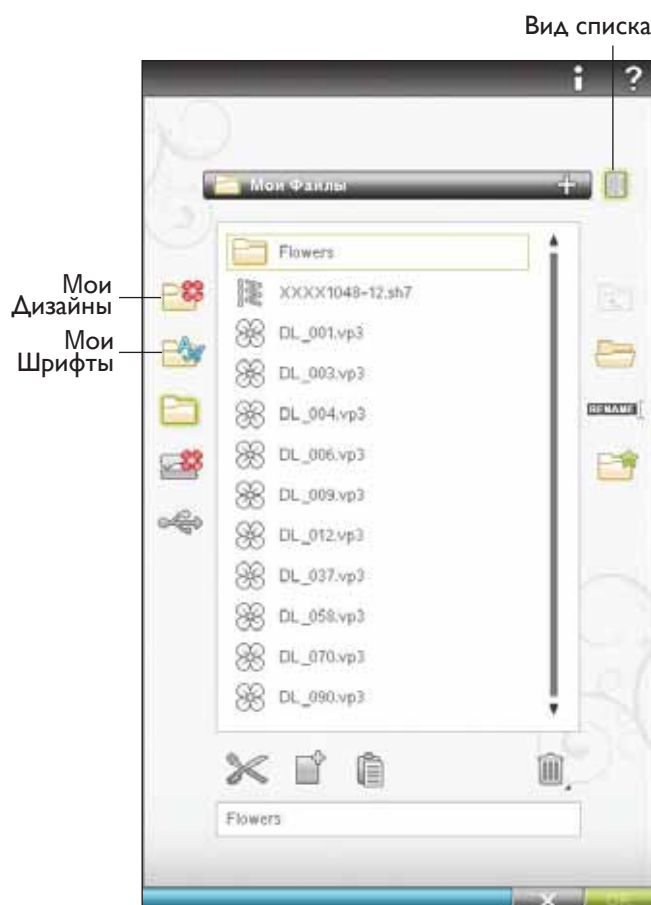 Вид списка
i ?
Мои Файлы +
Flowers
XXXX1048-12.sh7
Мои
Дизайны
DL_001.vp3
Мои
Шрифты
DL_003.vp3
DL_004.vp3
RENAME
DL_006.vp3
DL_009.vp3
DL_012.vp3
DL_037.vp3
DL_058.vp3
DL_070.vp3
DL_090.vp3
Flowers